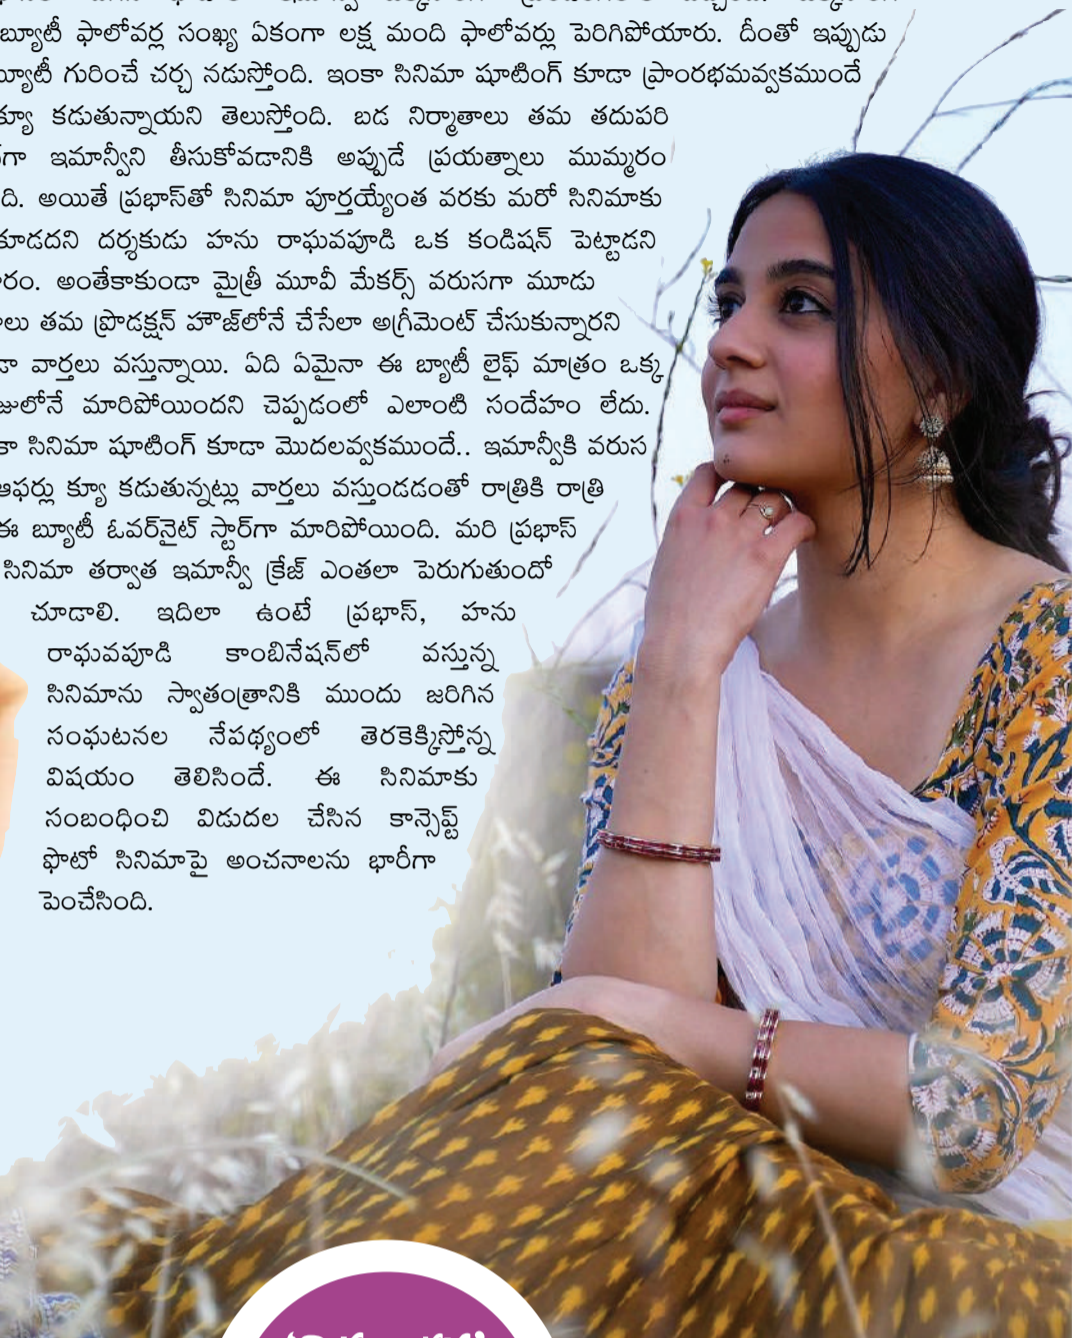 బ్యూటీ ఫాలోవర్ల సంఖ్య ఏకంగా లక్ష మంది ఫాలోవర్లు పెరిగిపోయారు. దీంతో ఇప్పుడు
గురించే చర్చ నడుస్తోంది. ఇంకా సినిమా షూటింగ్ కూడా ప్రారంభమవ్వకముందే
క్యూ కడుతున్నాయని తెలుస్తోంది. బడ నిర్మాతాలు తమ తదుపరి
ఇమాన్వీని తీసుకోవడానికి అప్పుడే ప్రయత్నాలు ముమ్మరం
ది. అయితే ప్రభాస్‌తో సినిమా పూర్తయ్యేంత వరకు మరో సినిమాకు
కూడదని దర్శకుడు హను రాఘవపూడి ఒక కండిషన్ పెట్టాడని
రం. అంతేకాకుండా మైత్రీ మూవీ మేకర్స్ వరుసగా మూడు
లు తమ ప్రొడక్షన్ హౌజ్‌లోనే చేసేలా అగ్రీమెంట్ చేసుకున్నారని
డా వార్తలు వస్తున్నాయి. ఏది ఏమైనా ఈ బ్యాటీ లైఫ్ మాత్రం ఒక్క
జులోనే మారిపోయిందని చెప్పడంలో ఎలాంటి సందేహం లేదు.
కా సినిమా షూటింగ్ కూడా మొదలవ్వకముందే.. ఇమాన్వీకి వరుస
ఆఫర్లు క్యూ కడుతున్నట్లు వార్తలు వస్తుండడంతో రాత్రికి రాత్రి
ఈ బ్యూటీ ఓవర్‌నైట్ స్టార్‌గా మారిపోయింది. మరి ప్రభాస్
సినిమా తర్వాత ఇమాన్వీ క్రేజ్ ఎంతలా పెరుగుతుందో
చూడాలి. ఇదిలా ఉంటే ప్రభాస్, హను
రాఘవపూడి కాంబినేషన్‌లో వస్తున్న
సినిమాను స్వాతంత్రానికి ముందు జరిగిన
సంఘటనల నేపథ్యంలో తెరకెక్కిస్తోన్న
విషయం తెలిసిందే. ఈ సినిమాకు
సంబంధించి విడుదల చేసిన కాన్సెప్ట్
ఫొటో సినిమాపై అంచనాలను భారీగా
పెంచేసింది.